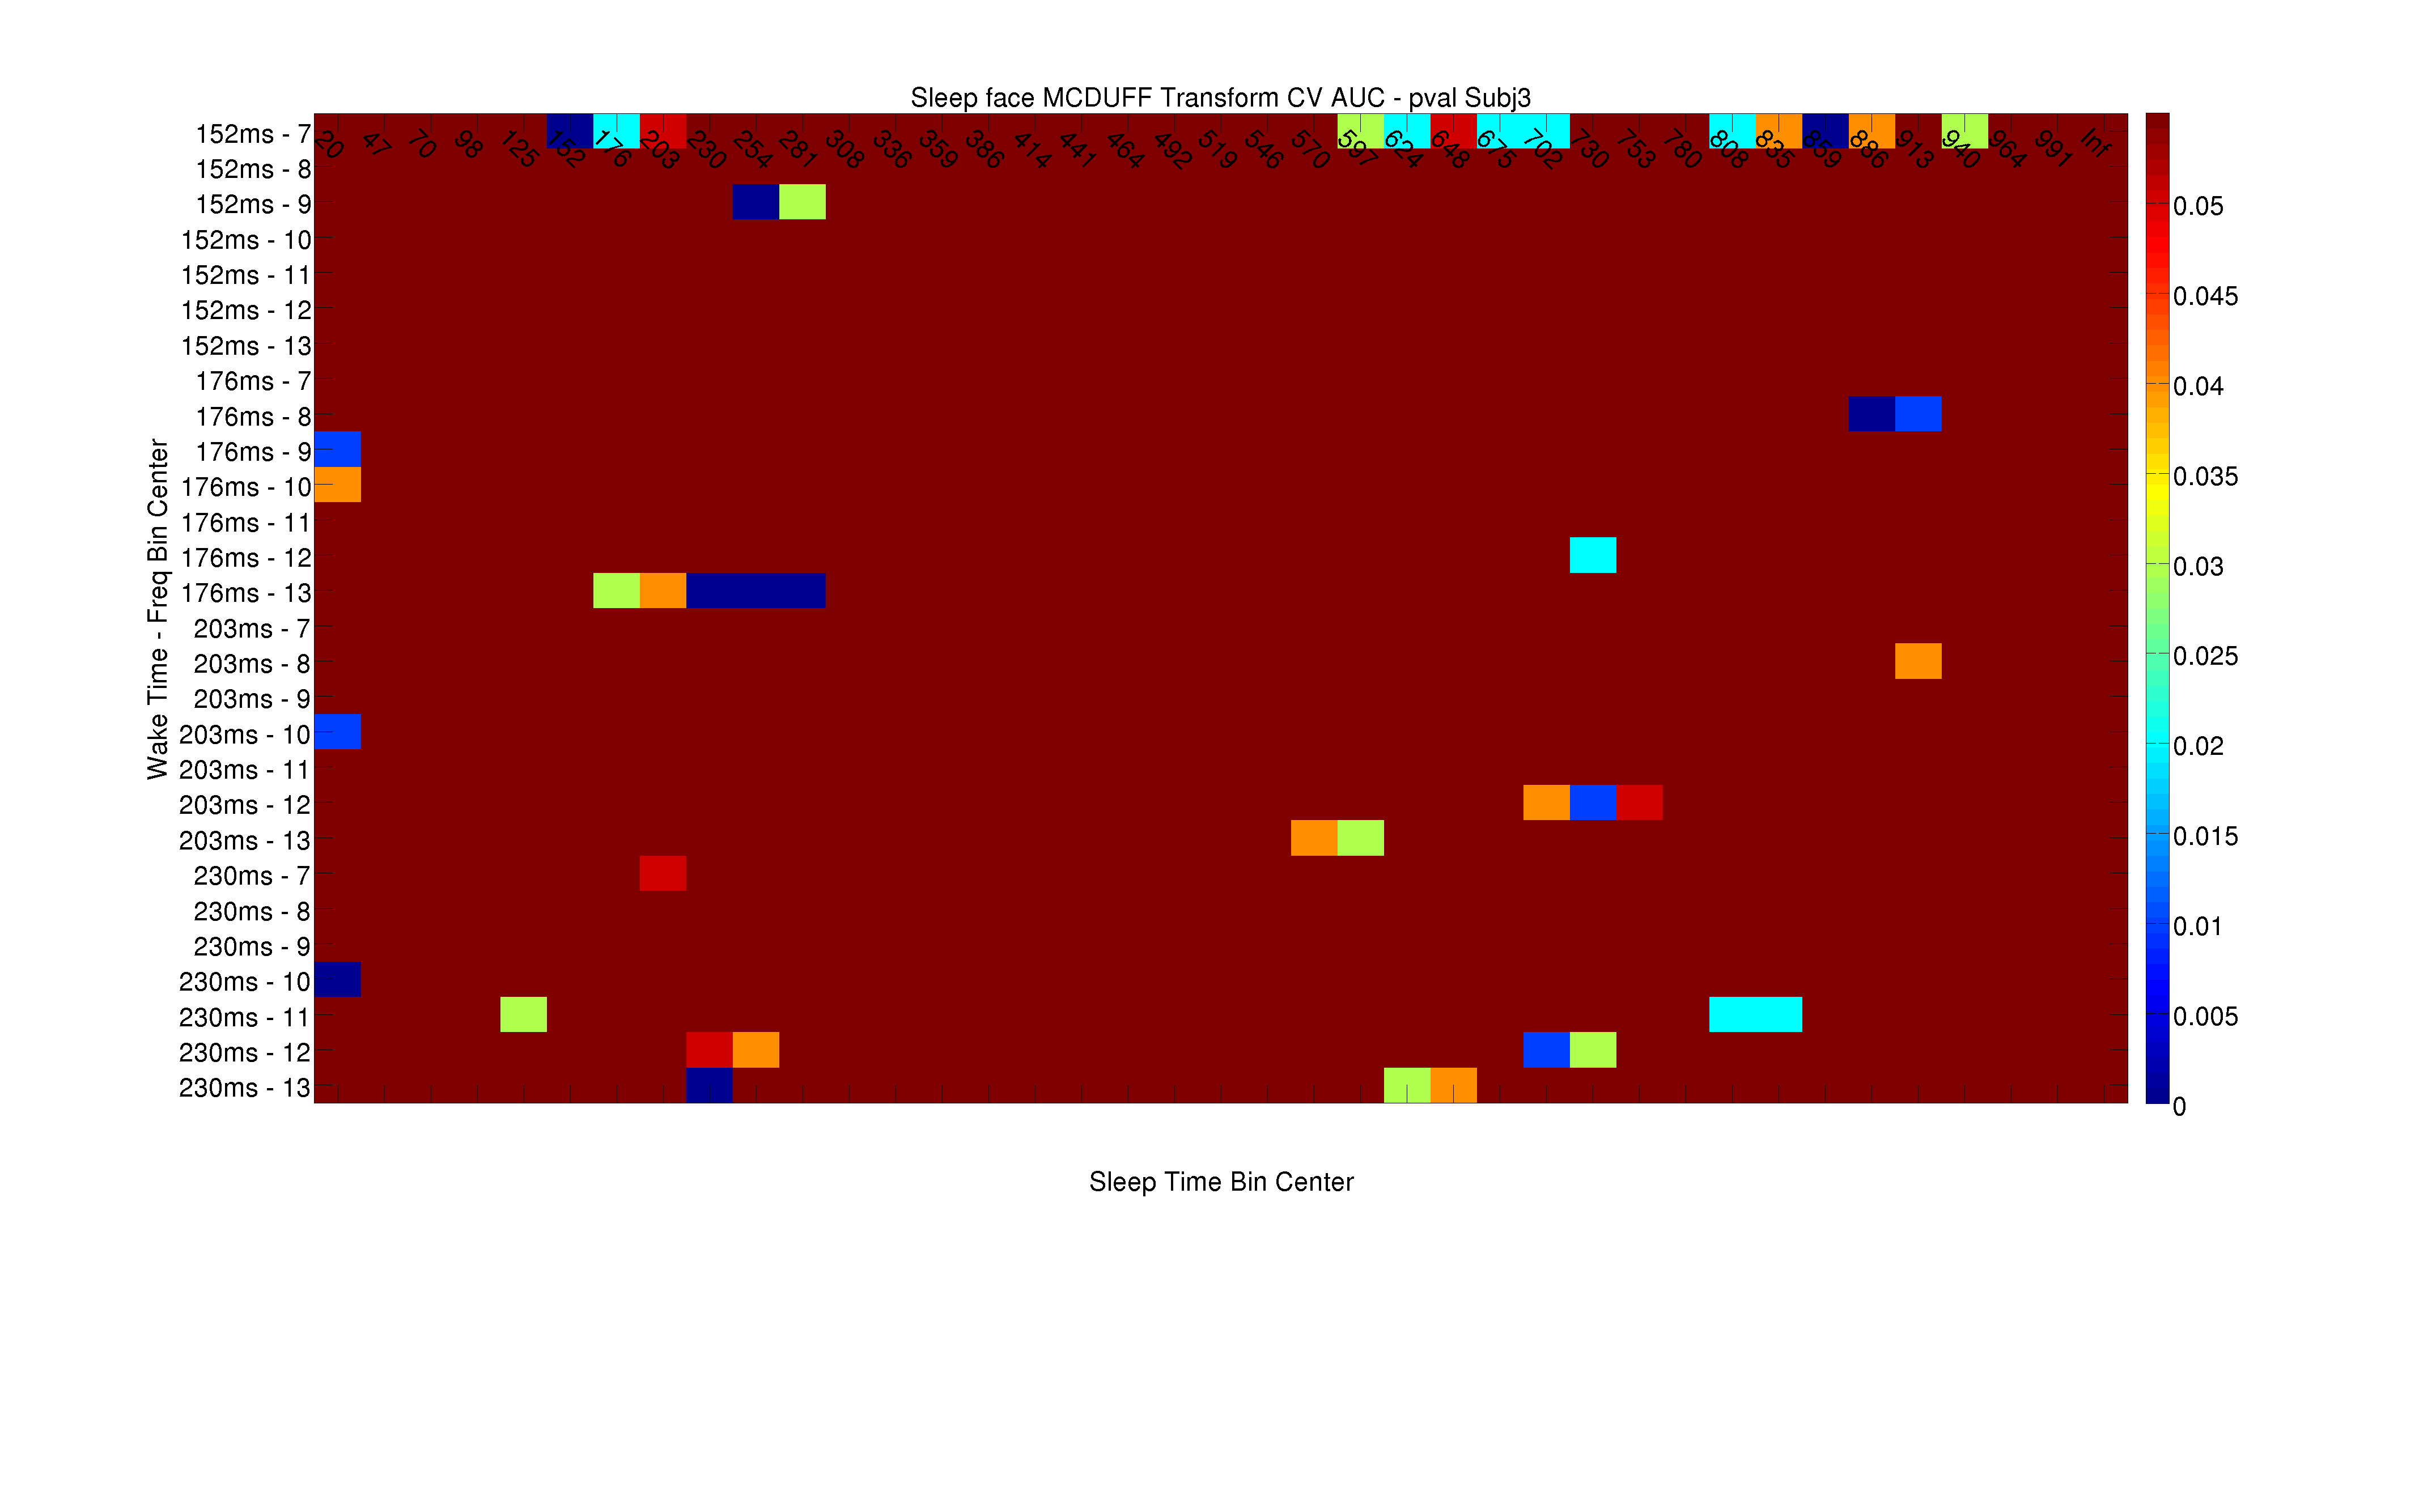 Sleep face MCDUFF Transform CV AUC - pval Subj3
152ms - 7
20 47 70 98 125 152 176 203 230 254 281 308 336 359 386 414 441 464 492 519 546 570 597 624 648 675 702 730 753 780 808 835 859 886 913 940 964 991 Inf
152ms - 8
152ms - 9
152ms - 10
152ms - 11
152ms - 12
152ms - 13
176ms - 7
176ms - 8
176ms - 9
176ms - 10
176ms - 11
176ms - 12
176ms - 13
203ms - 7
203ms - 8
203ms - 9
203ms - 10
203ms - 11
203ms - 12
203ms - 13
230ms - 7
230ms - 8
230ms - 9
230ms - 10
230ms - 11
230ms - 12
230ms - 13
Wake Time - Freq Bin Center
Sleep Time Bin Center
0.05
0.045
0.04
0.035
0.03
0.025
0.02
0.015
0.01
0.005
0